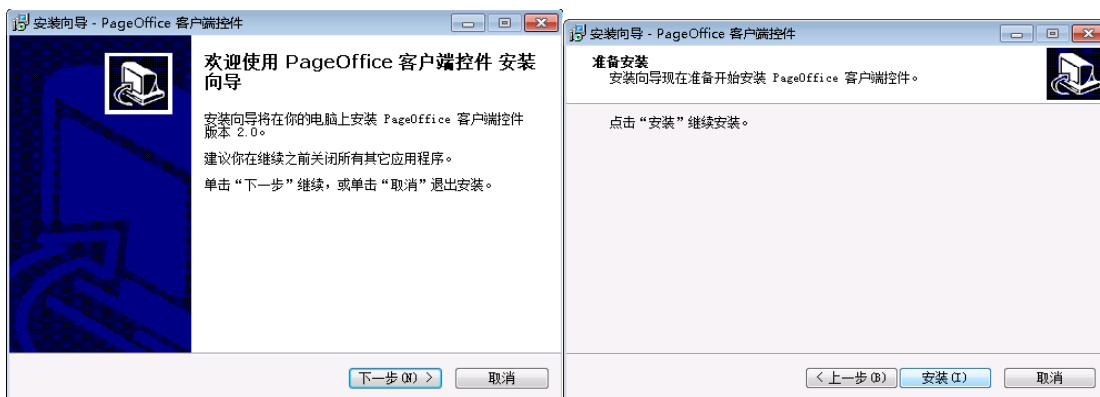 安装向导 - PageOffice 客户端控件
欢迎使用 PageOffice 客户端控件 安装
向导
安装向导将在你的电脑上安装 PageOffice 客户端控件
版本 2.0。
建议你在继续之前关闭所有其它应用程序。
单击“下一步”继续，或单击“取消”退出安装。
下一步(N) >
取消
安装向导 - PageOffice 客户端控件
准备安装
安装向导现在准备开始安装 PageOffice 客户端控件。
点击“安装”继续安装。
< 上一步(B)
安装(I)
取消